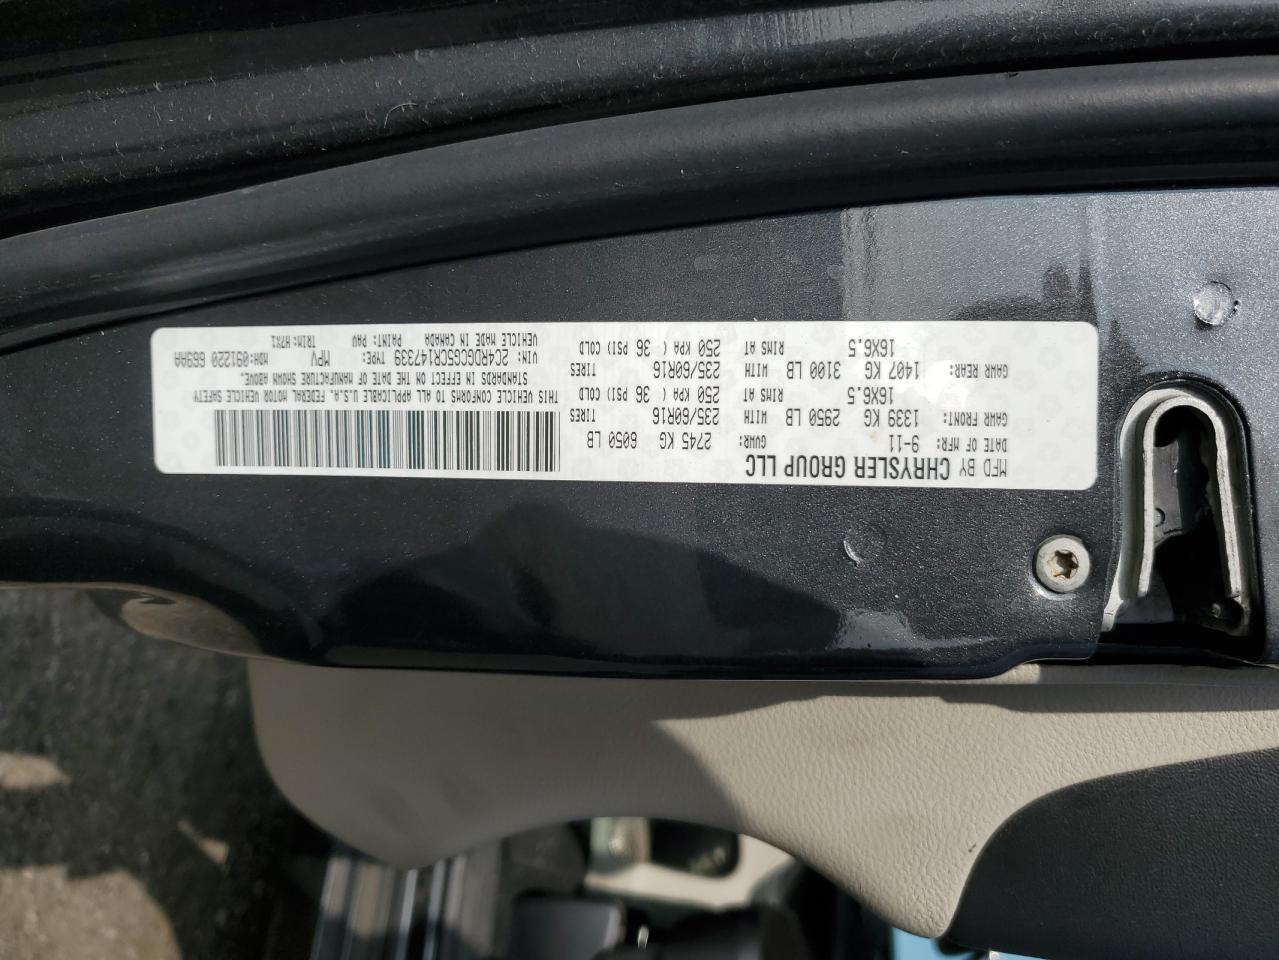 MFD BY CHRYSLER GROUP LLC
DATE OF MFR: 9-11 GVWR: 2745 KG 6050 LB
GAWR FRONT: 1339 KG 2950 LB WITH 235/60R16 TIRES
16X6.5 RIMS AT 250 KPA ( 36 PSI) COLD
GAWR REAR: 1407 KG 3100 LB WITH 235/60R16 TIRES
16X6.5 RIMS AT 250 KPA ( 36 PSI) COLD
THIS VEHICLE CONFORMS TO ALL APPLICABLE U.S.A. FEDERAL MOTOR VEHICLE SAFETY
STANDARDS IN EFFECT ON THE DATE OF MANUFACTURE SHOWN ABOVE.
VIN: 2C4RDGCG5CR147339 TYPE: MPV MDH:091220 669AA
VEHICLE MADE IN CANADA PAINT: PAV TRIM: H7X1